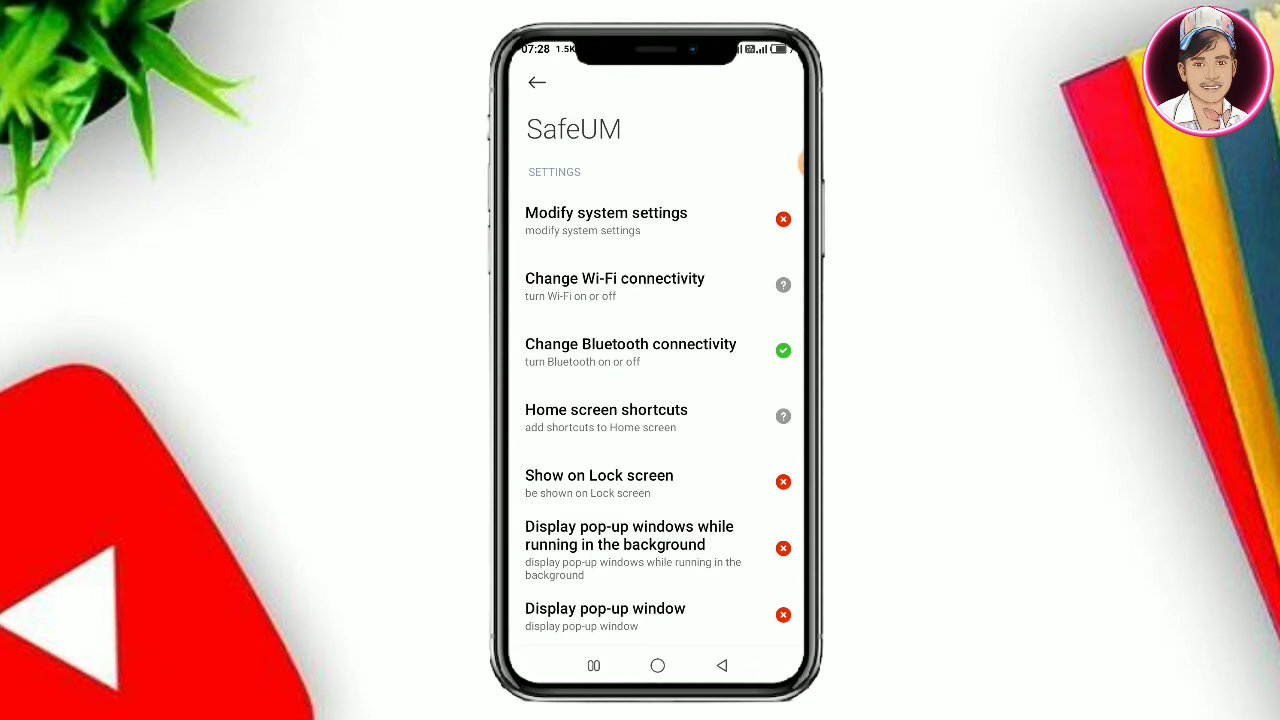 07:28 1.5K
SafeUM
SETTINGS
Modify system settings
modify system settings
Change Wi-Fi connectivity
turn Wi-Fi on or off
Change Bluetooth connectivity
turn Bluetooth on or off
Home screen shortcuts
add shortcuts to Home screen
Show on Lock screen
be shown on Lock screen
Display pop-up windows while
running in the background
display pop-up windows while running in the
background
Display pop-up window
display pop-up window